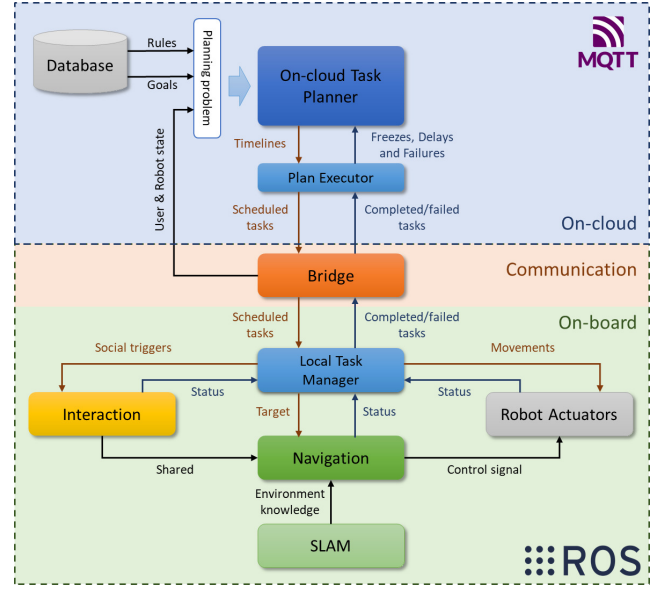 Database
Rules
Goals
Planning problem
On-cloud Task
Planner
MQTT
User & Robot state
Timelines
Freezes, Delays
and Failures
Plan Executor
Scheduled
tasks
Completed/failed
tasks
On-cloud
Bridge
Communication
Scheduled
tasks
Completed/failed
tasks
On-board
Social triggers
Local Task
Manager
Movements
Status
Status
Interaction
Target
Status
Robot Actuators
Shared
Navigation
Control signal
Environment
knowledge
SLAM
ROS